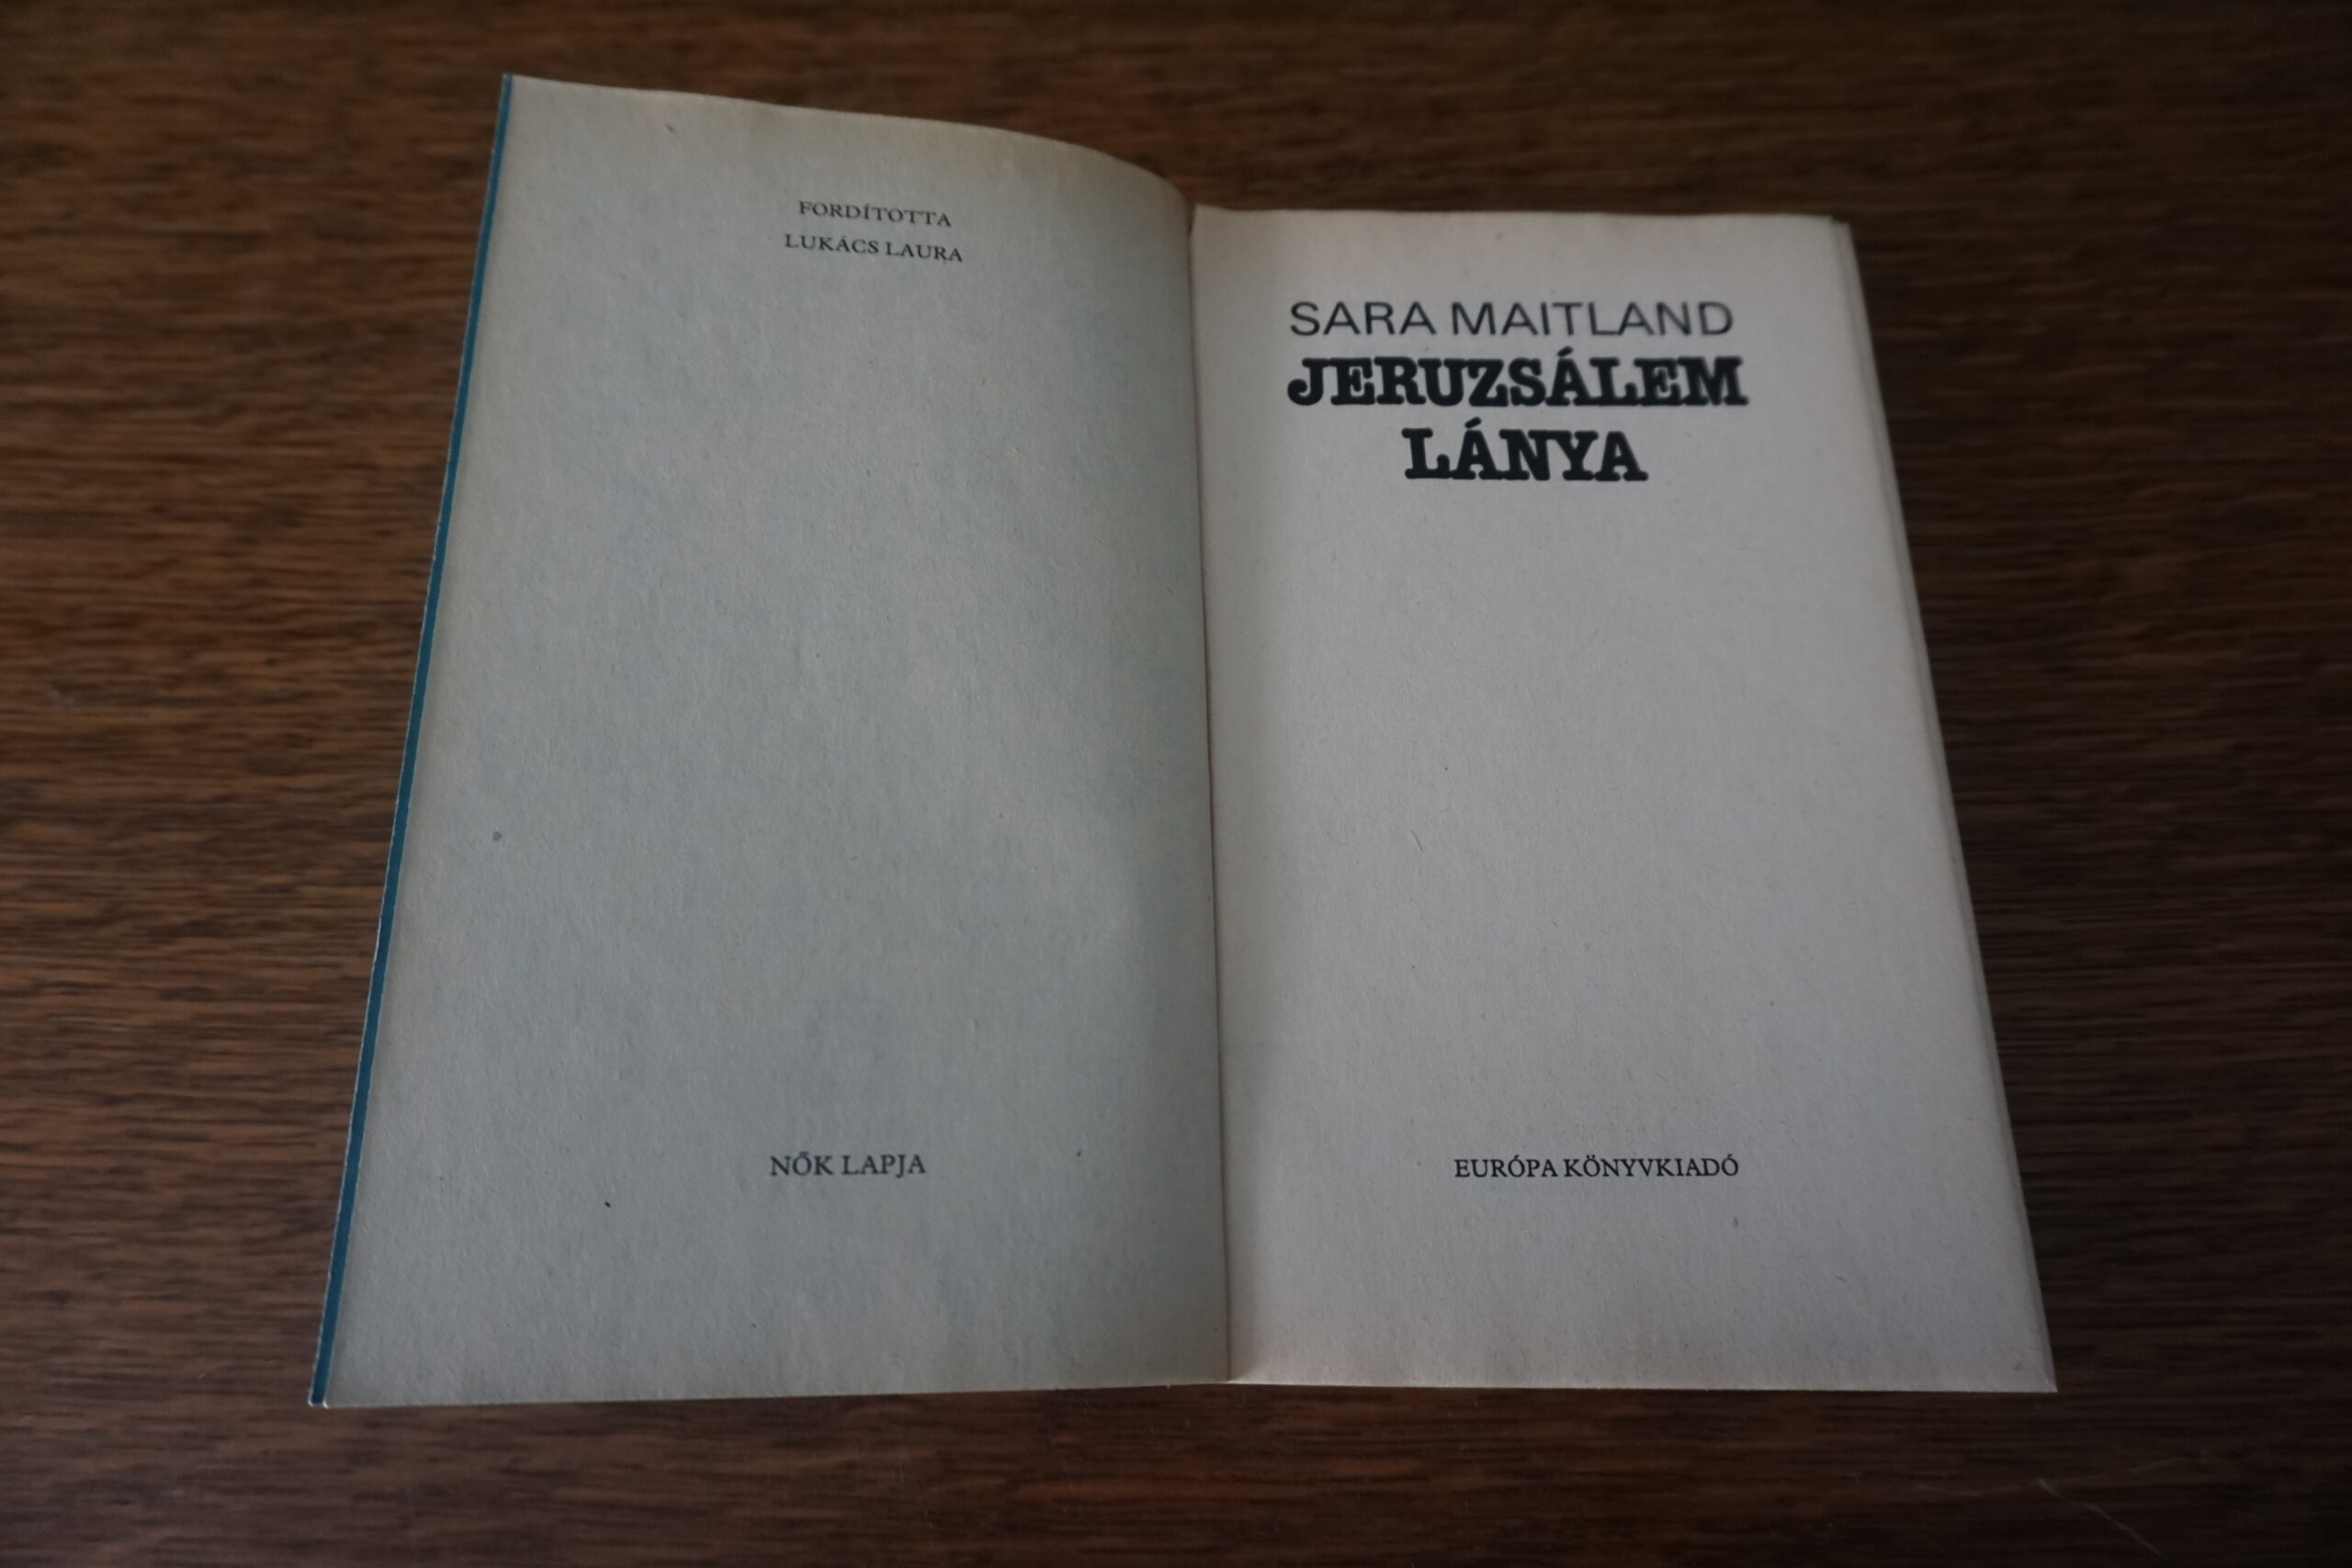 FORDÍTOTTA
LUKÁCS LAURA
NŐK LAPJA
SARA MAITLAND
JERUZSÁLEM
LÁNYA
EURÓPA KÖNYVKIADÓ